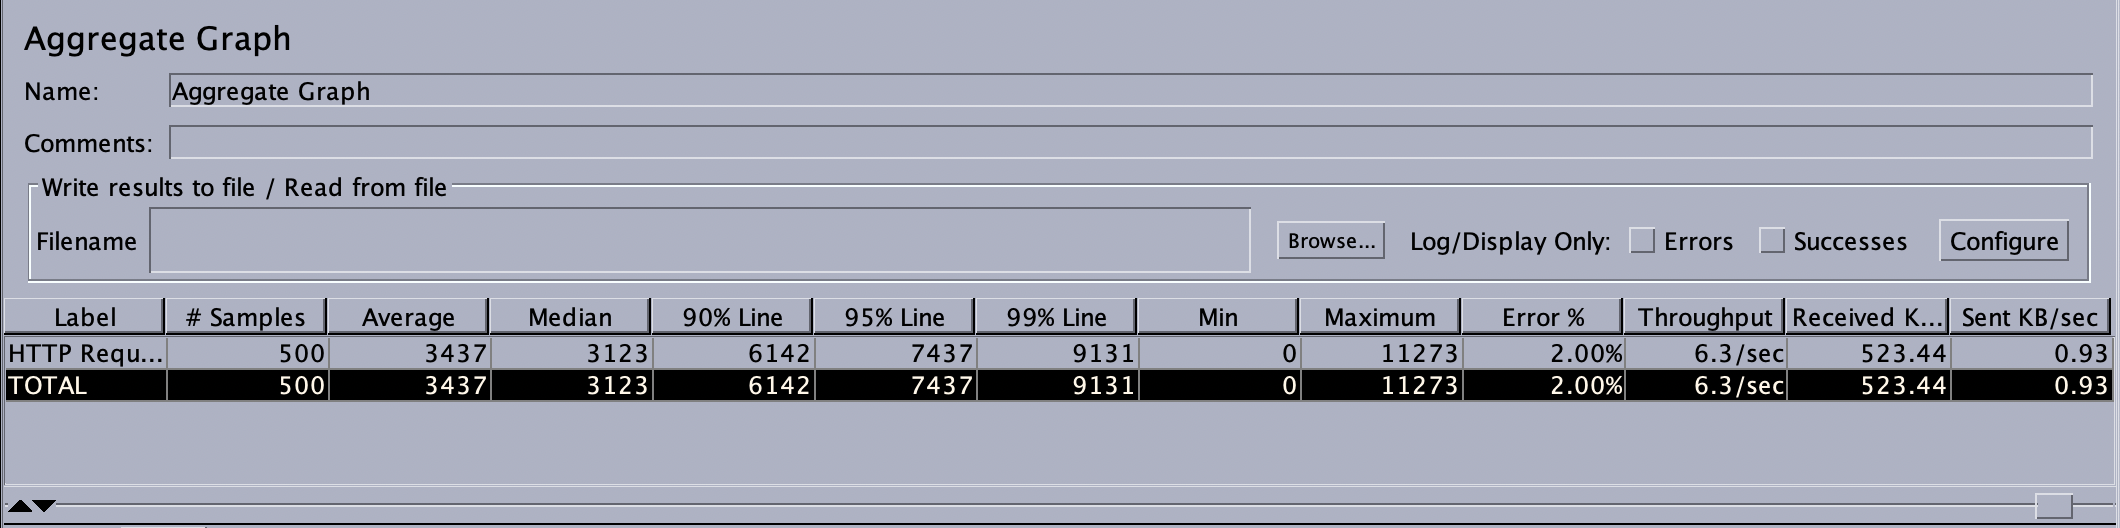 Aggregate Graph
Name: Aggregate Graph
Comments:
Write results to file / Read from file
Filename Browse... Log/Display Only: Errors Successes Configure
Label # Samples Average Median 90% Line 95% Line 99% Line Min Maximum Error % Throughput Received K... Sent KB/sec
HTTP Requ... 500 3437 3123 6142 7437 9131 0 11273 2.00% 6.3/sec 523.44 0.93
TOTAL 500 3437 3123 6142 7437 9131 0 11273 2.00% 6.3/sec 523.44 0.93